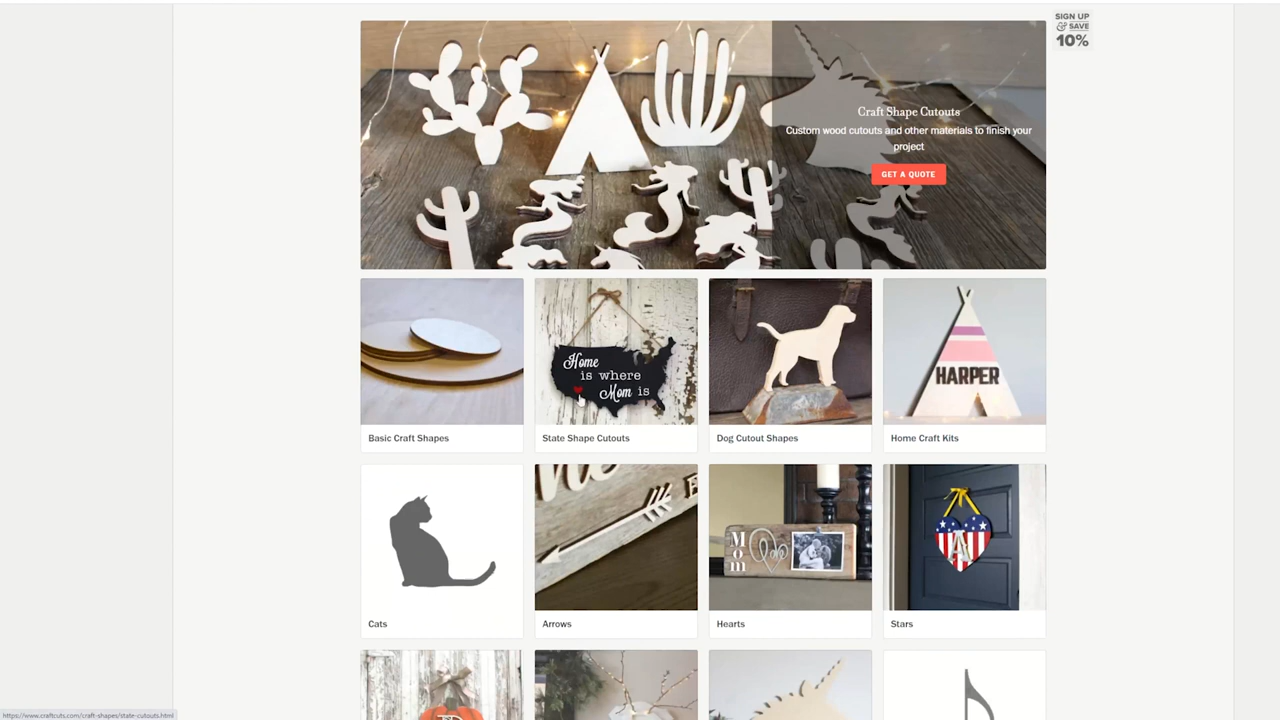 SIGN UP
& SAVE
10%
Craft Shape Cutouts
Custom wood cutouts and other materials to finish your
project
GET A QUOTE
Home
is where
Mom is
HARPER
Basic Craft Shapes
State Shape Cutouts
Dog Cutout Shapes
Home Craft Kits
Mom
A
Cats
Arrows
Hearts
Stars
https://www.craftcuts.com/craft-shapes/state-cutouts.html